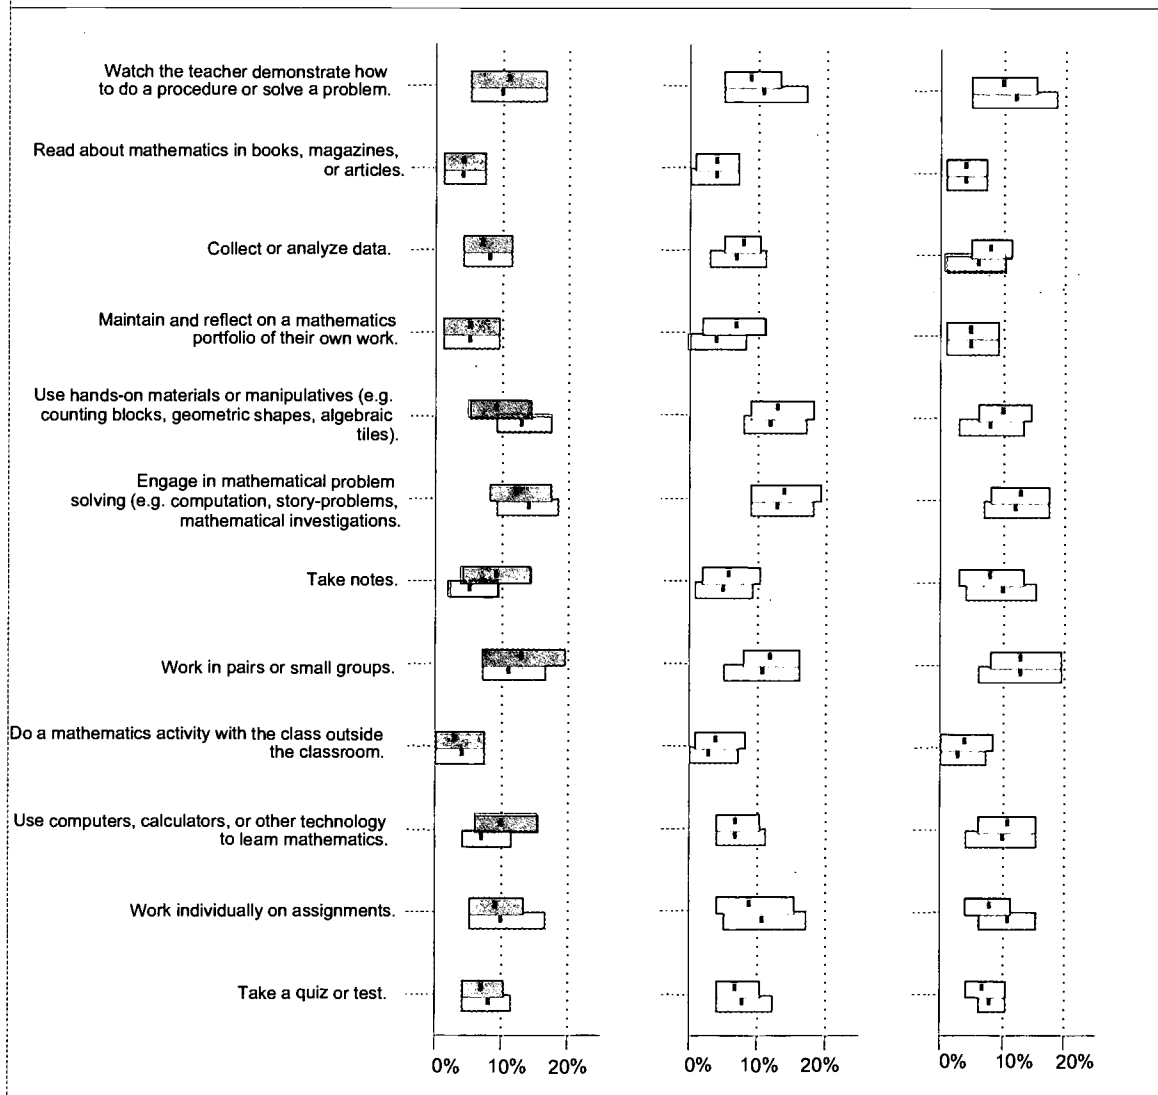 Watch the teacher demonstrate how
to do a procedure or solve a problem.
Read about mathematics in books, magazines,
or articles.
Collect or analyze data.
Maintain and reflect on a mathematics
portfolio of their own work.
Use hands-on materials or manipulatives (e.g.
counting blocks, geometric shapes, algebraic
tiles).
Engage in mathematical problem
solving (e.g. computation, story-problems,
mathematical investigations.
Take notes.
Work in pairs or small groups.
Do a mathematics activity with the class outside
the classroom.
Use computers, calculators, or other technology
to learn mathematics.
Work individually on assignments.
Take a quiz or test.
0% 10% 20%
0% 10% 20%
0% 10% 20%